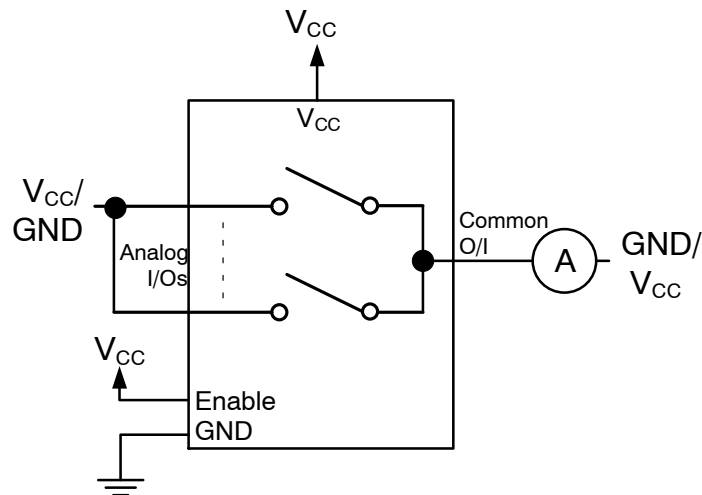 VCC
VCC
VCC/
GND
Analog
I/Os
Common
O/I
A
GND/
VCC
VCC
Enable
GND